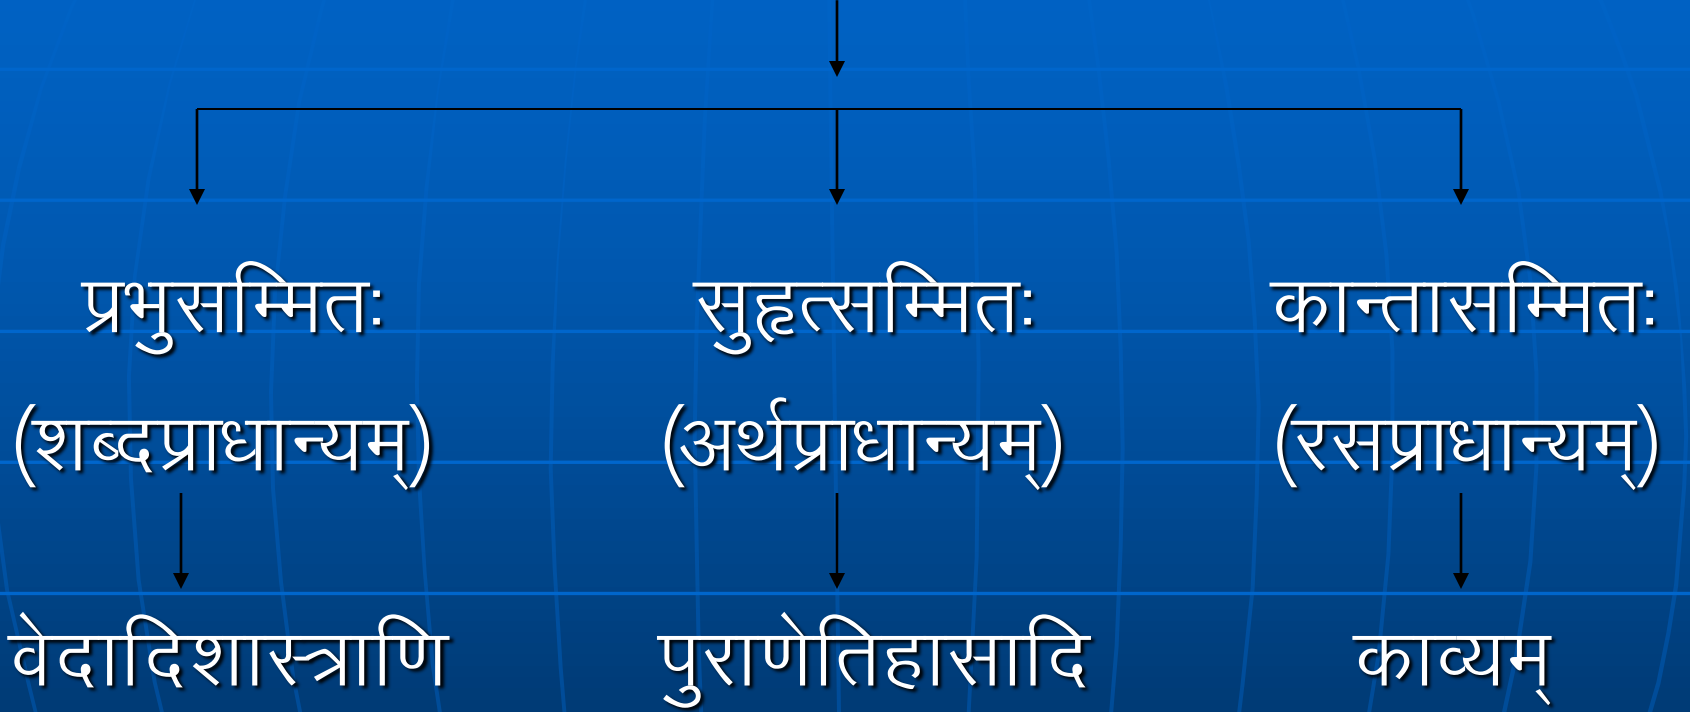 प्रभुसम्मितः सुहृत्सम्मितः कान्तासम्मितः
(शब्दप्राधान्यम्) (अर्थप्राधान्यम्) (रसप्राधान्यम्)
वेदादिशास्त्राणि पुराणेतिहासादि काव्यम्